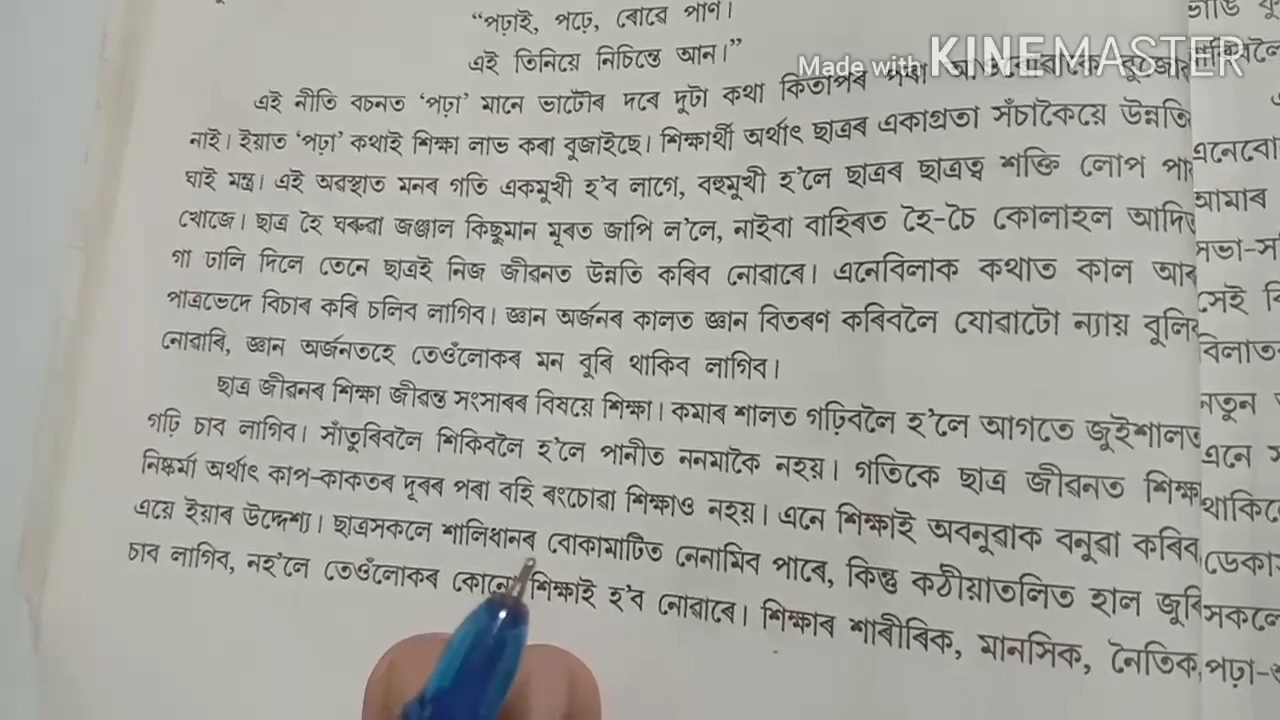 “পঢ়াই, পঢ়ে, ৰোৱে পাণ।
এই তিনিয়ে নিচিন্তে আন।”
Made with KINEMASTER
এই নীতি বচনত ‘পঢ়া’ মানে ভাটৌৰ দৰে দুটা কথা কিতাপৰ পৰা
নাই। ইয়াত ‘পঢ়া’ কথাই শিক্ষা লাভ কৰা বুজাইছে। শিক্ষাৰ্থী অৰ্থাৎ ছাত্ৰৰ একাগ্ৰতা সঁচাকৈয়ে উন্নতি
ঘাই মন্ত্ৰ। এই অৱস্থাত মনৰ গতি একমুখী হ’ব লাগে, বহুমুখী হ’লে ছাত্ৰৰ ছাত্ৰত্ব শক্তি লোপ পা
খোজে। ছাত্ৰ হৈ ঘৰুৱা জঞ্জাল কিছুমান মূৰত জাপি ল’লে, নাইবা বাহিৰত হৈ-চৈ কোলাহল আদিত
গা ঢালি দিলে তেনে ছাত্ৰই নিজ জীৱনত উন্নতি কৰিব নোৱাৰে। এনেবিলাক কথাত কাল আৰ
পাত্ৰভেদে বিচাৰ কৰি চলিব লাগিব। জ্ঞান অৰ্জনৰ কালত জ্ঞান বিতৰণ কৰিবলৈ যোৱাটো ন্যায় বুলিব
নোৱাৰি, জ্ঞান অৰ্জনতহে তেওঁলোকৰ মন বুৰি থাকিব লাগিব।
ছাত্ৰ জীৱনৰ শিক্ষা জীৱন্ত সংসাৰৰ বিষয়ে শিক্ষা। কমাৰ শালত গঢ়িবলৈ হ’লে আগতে জুইশালত
গঢ়ি চাব লাগিব। সাঁতুৰিবলৈ শিকিবলৈ হ’লে পানীত ননমাকৈ নহয়। গতিকে ছাত্ৰ জীৱনত শিক্ষা
নিষ্কৰ্মা অৰ্থাৎ কাপ-কাকতৰ দূৰৰ পৰা বহি ৰংচোৱা শিক্ষাও নহয়। এনে শিক্ষাই অবনুৱাক বনুৱা কৰিব,
এয়ে ইয়াৰ উদ্দেশ্য। ছাত্ৰসকলে শালিধানৰ বোকামাটিত নেনামিব পাৰে, কিন্তু কঠীয়াতলিত হাল জুৰি
চাব লাগিব, নহ’লে তেওঁলোকৰ কোনো শিক্ষাই হ’ব নোৱাৰে। শিক্ষাৰ শাৰীৰিক, মানসিক, নৈতিক,
এনেবো
আমাৰ
সভা-স
সেই
বিলাত
নতুন
এনে
থাকিলে
ডেকা
সকলে
পঢ়া-